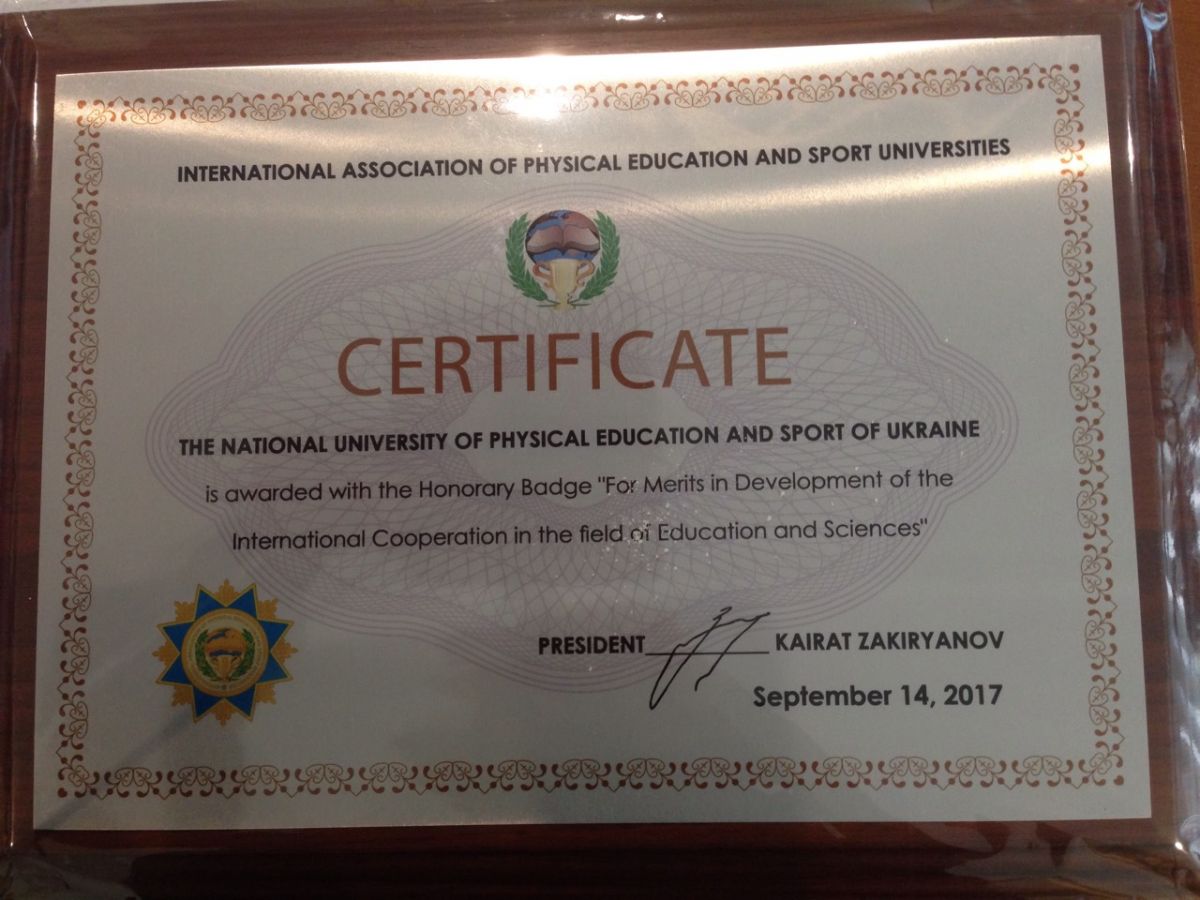 INTERNATIONAL ASSOCIATION OF PHYSICAL EDUCATION AND SPORT UNIVERSITIES
CERTIFICATE
THE NATIONAL UNIVERSITY OF PHYSICAL EDUCATION AND SPORT OF UKRAINE
is awarded with the Honorary Badge "For Merits in Development of the
International Cooperation in the field of Education and Sciences"
PRESIDENT KAIRAT ZAKIRYANOV
September 14, 2017